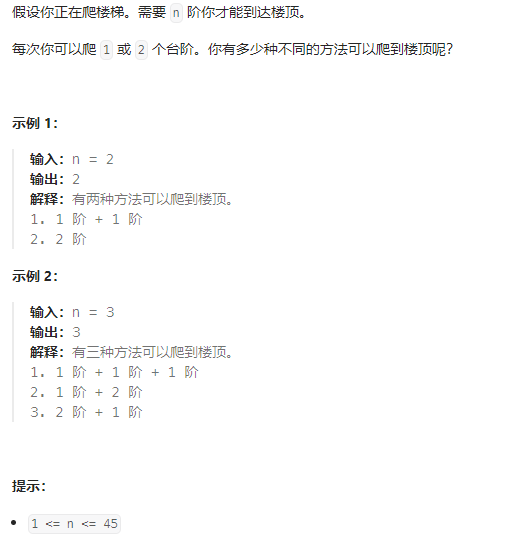 假设你正在爬楼梯。需要 n 阶你才能到达楼顶。
每次你可以爬 1 或 2 个台阶。你有多少种不同的方法可以爬到楼顶呢？
示例 1：
输入：n = 2
输出：2
解释：有两种方法可以爬到楼顶。
1. 1 阶 + 1 阶
2. 2 阶
示例 2：
输入：n = 3
输出：3
解释：有三种方法可以爬到楼顶。
1. 1 阶 + 1 阶 + 1 阶
2. 1 阶 + 2 阶
3. 2 阶 + 1 阶
提示：
• 1 <= n <= 45